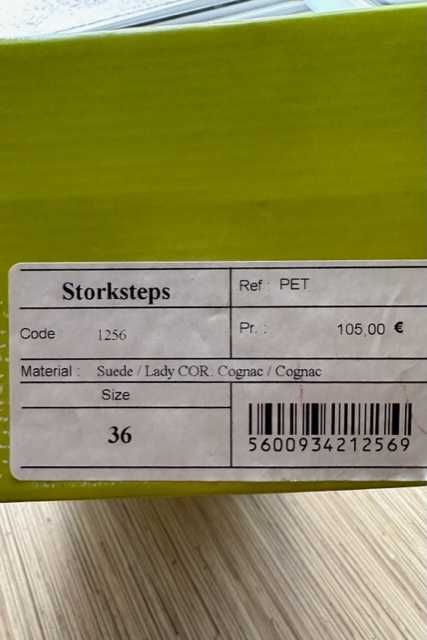 Storksteps
Ref : PET
Code 1256
Pr. : 105,00 €
Material : Suede / Lady COR: Cognac / Cognac
Size
36
5600934212569